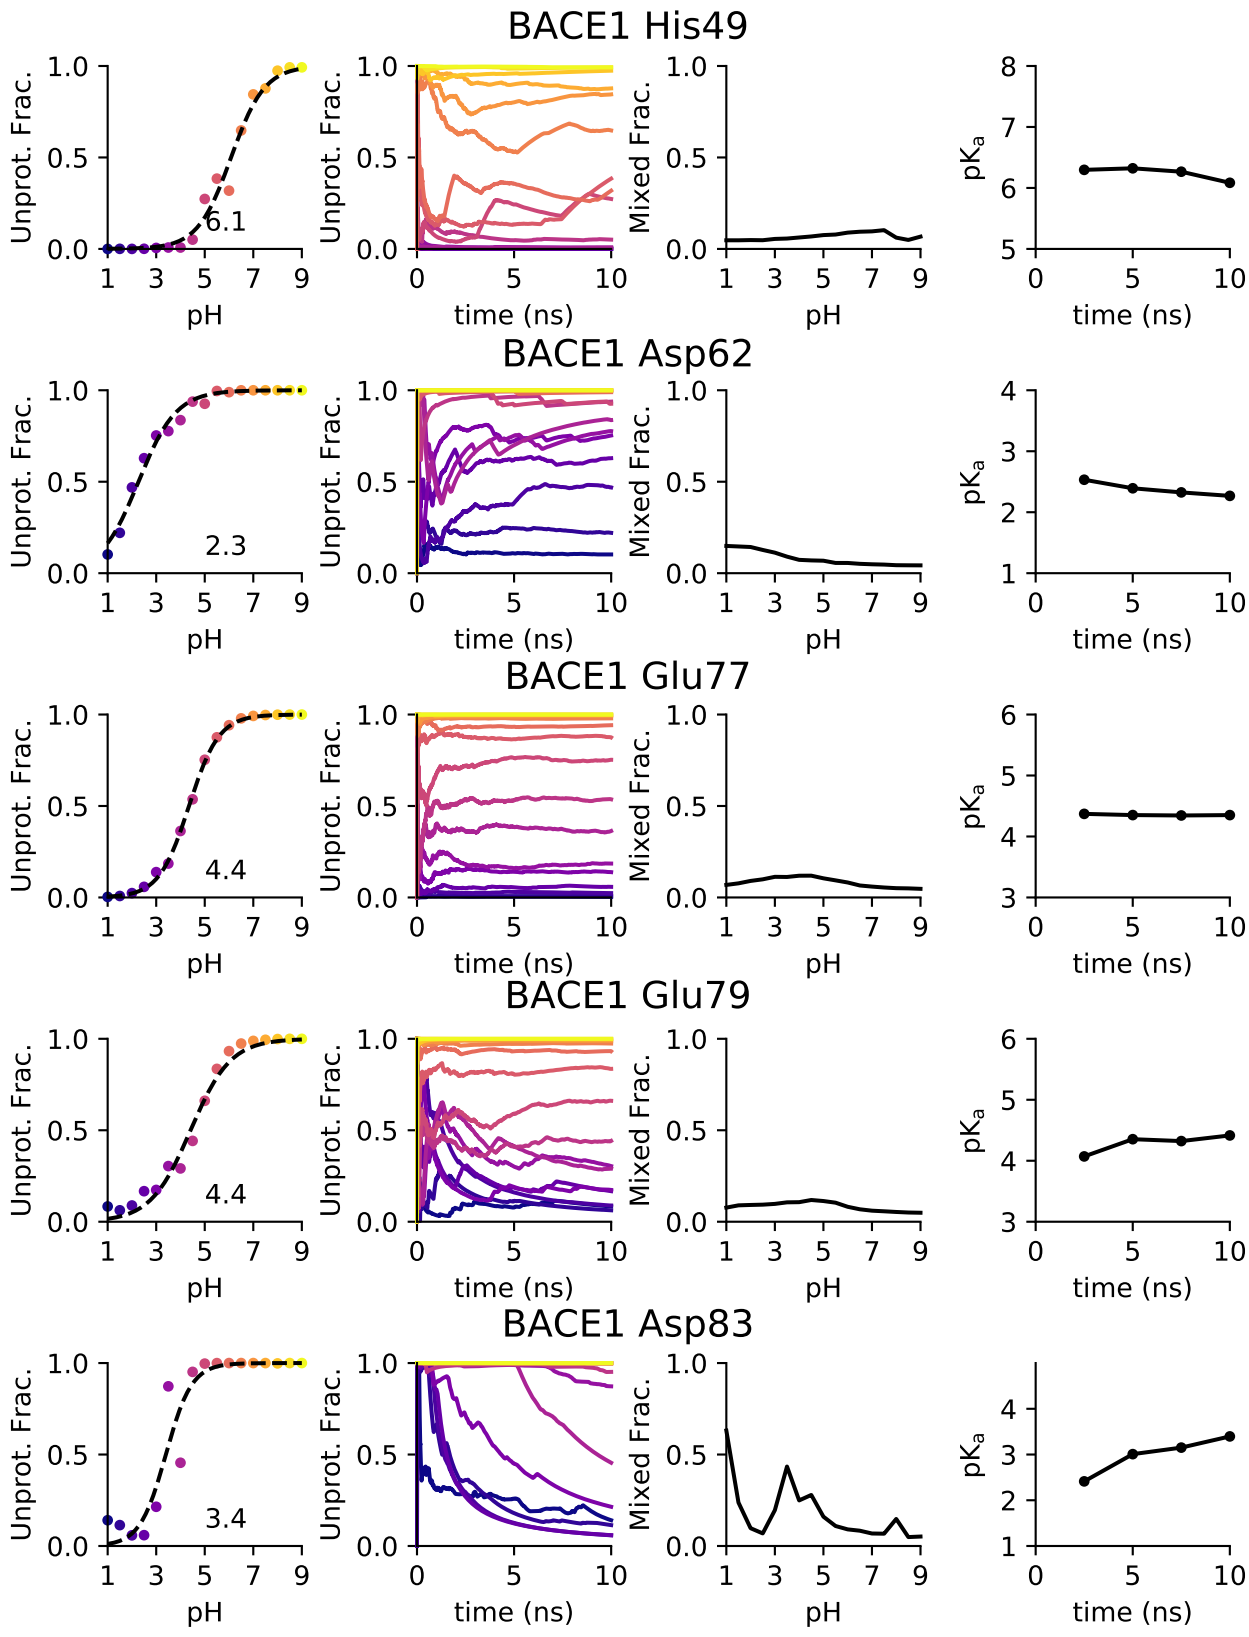 BACE1 His49
Unprot. Frac.
1.0
0.5
0.0
6.1
1 3 5 7 9
pH
Unprot. Frac.
1.0
0.5
0.0
0 5 10
time (ns)
Mixed Frac.
1.0
0.5
0.0
1 3 5 7 9
pH
pKa
8
7
6
5
0 5 10
time (ns)
BACE1 Asp62
Unprot. Frac.
1.0
0.5
0.0
2.3
1 3 5 7 9
pH
Unprot. Frac.
1.0
0.5
0.0
0 5 10
time (ns)
Mixed Frac.
1.0
0.5
0.0
1 3 5 7 9
pH
pKa
4
3
2
1
0 5 10
time (ns)
BACE1 Glu77
Unprot. Frac.
1.0
0.5
0.0
4.4
1 3 5 7 9
pH
Unprot. Frac.
1.0
0.5
0.0
0 5 10
time (ns)
Mixed Frac.
1.0
0.5
0.0
1 3 5 7 9
pH
pKa
6
5
4
3
0 5 10
time (ns)
BACE1 Glu79
Unprot. Frac.
1.0
0.5
0.0
4.4
1 3 5 7 9
pH
Unprot. Frac.
1.0
0.5
0.0
0 5 10
time (ns)
Mixed Frac.
1.0
0.5
0.0
1 3 5 7 9
pH
pKa
6
5
4
3
0 5 10
time (ns)
BACE1 Asp83
Unprot. Frac.
1.0
0.5
0.0
3.4
1 3 5 7 9
pH
Unprot. Frac.
1.0
0.5
0.0
0 5 10
time (ns)
Mixed Frac.
1.0
0.5
0.0
1 3 5 7 9
pH
pKa
4
3
2
1
0 5 10
time (ns)